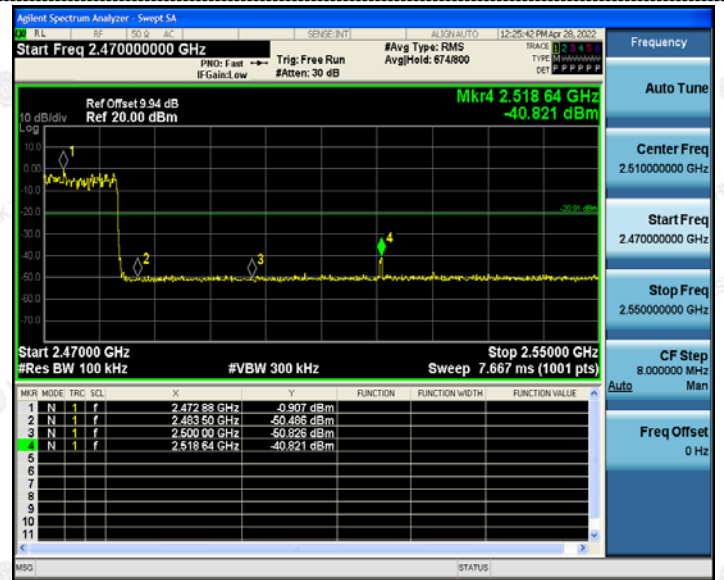 Agilent Spectrum Analyzer - Swept SA
RL RF 50 Ω AC SENSE:INT ALIGNAUTO 12:25:42 PM Apr 28, 2022
Start Freq 2.470000000 GHz
PNO: Fast
IFGain:Low
Trig: Free Run
#Atten: 30 dB
#Avg Type: RMS
Avg|Hold: 674/800
TRACE 1 2 3 4 5 6
TYPE M
DET P P P P P P
Frequency
Auto Tune
Center Freq
2.510000000 GHz
Start Freq
2.470000000 GHz
Stop Freq
2.550000000 GHz
CF Step
8.000000 MHz
Auto Man
Freq Offset
0 Hz
Mkr4 2.518 64 GHz
-40.821 dBm
Ref Offset 9.94 dB
10 dB/div Ref 20.00 dBm
Log
10.0
0.00
-10.0
-20.0
-30.0
-40.0
-50.0
-60.0
-70.0
1
2
3
4
-20.91 dBm
Start 2.47000 GHz Stop 2.55000 GHz
#Res BW 100 kHz #VBW 300 kHz Sweep 7.667 ms (1001 pts)
MKR MODE TRC SCL X Y FUNCTION FUNCTION WIDTH FUNCTION VALUE
1 N 1 f 2.472 88 GHz -0.907 dBm
2 N 1 f 2.483 50 GHz -50.486 dBm
3 N 1 f 2.500 00 GHz -50.826 dBm
4 N 1 f 2.518 64 GHz -40.821 dBm
5
6
7
8
9
10
11
MSG STATUS